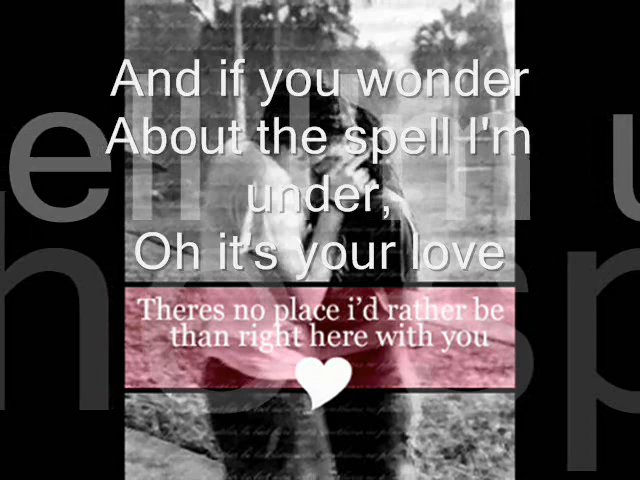 And if you wonder
About the spell I'm
under,
Oh it's your love
Theres no place i'd rather be
than right here with you